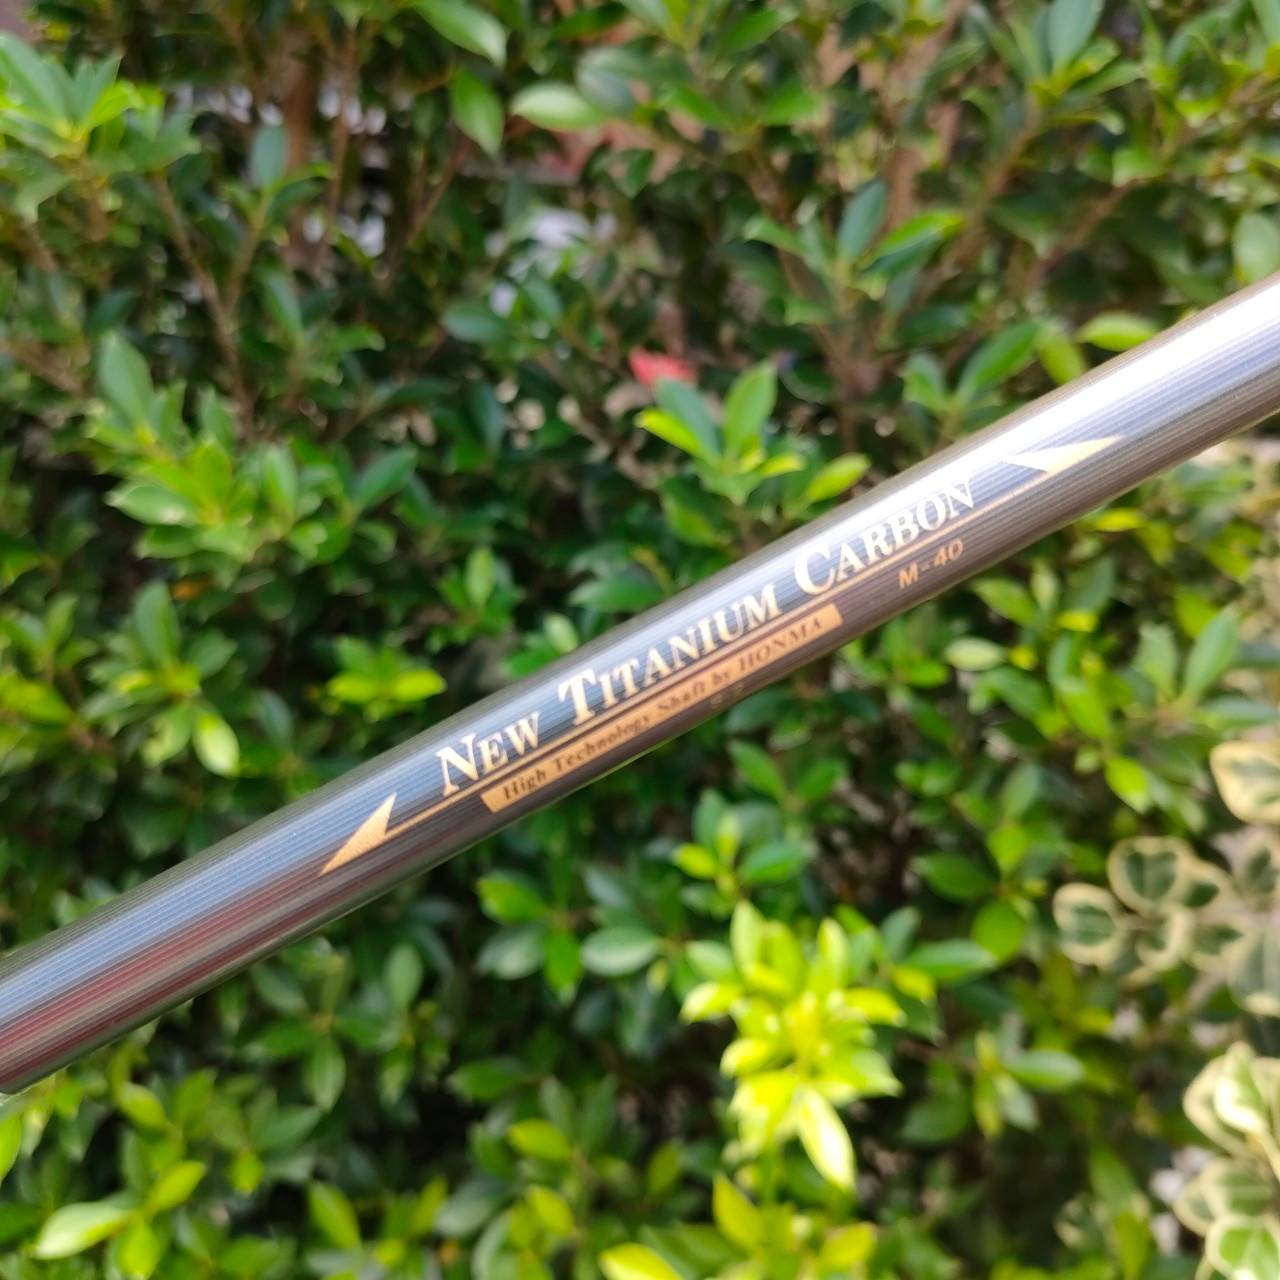 NEW TITANIUM CARBON
High Technology Shaft by HONMA
M-40